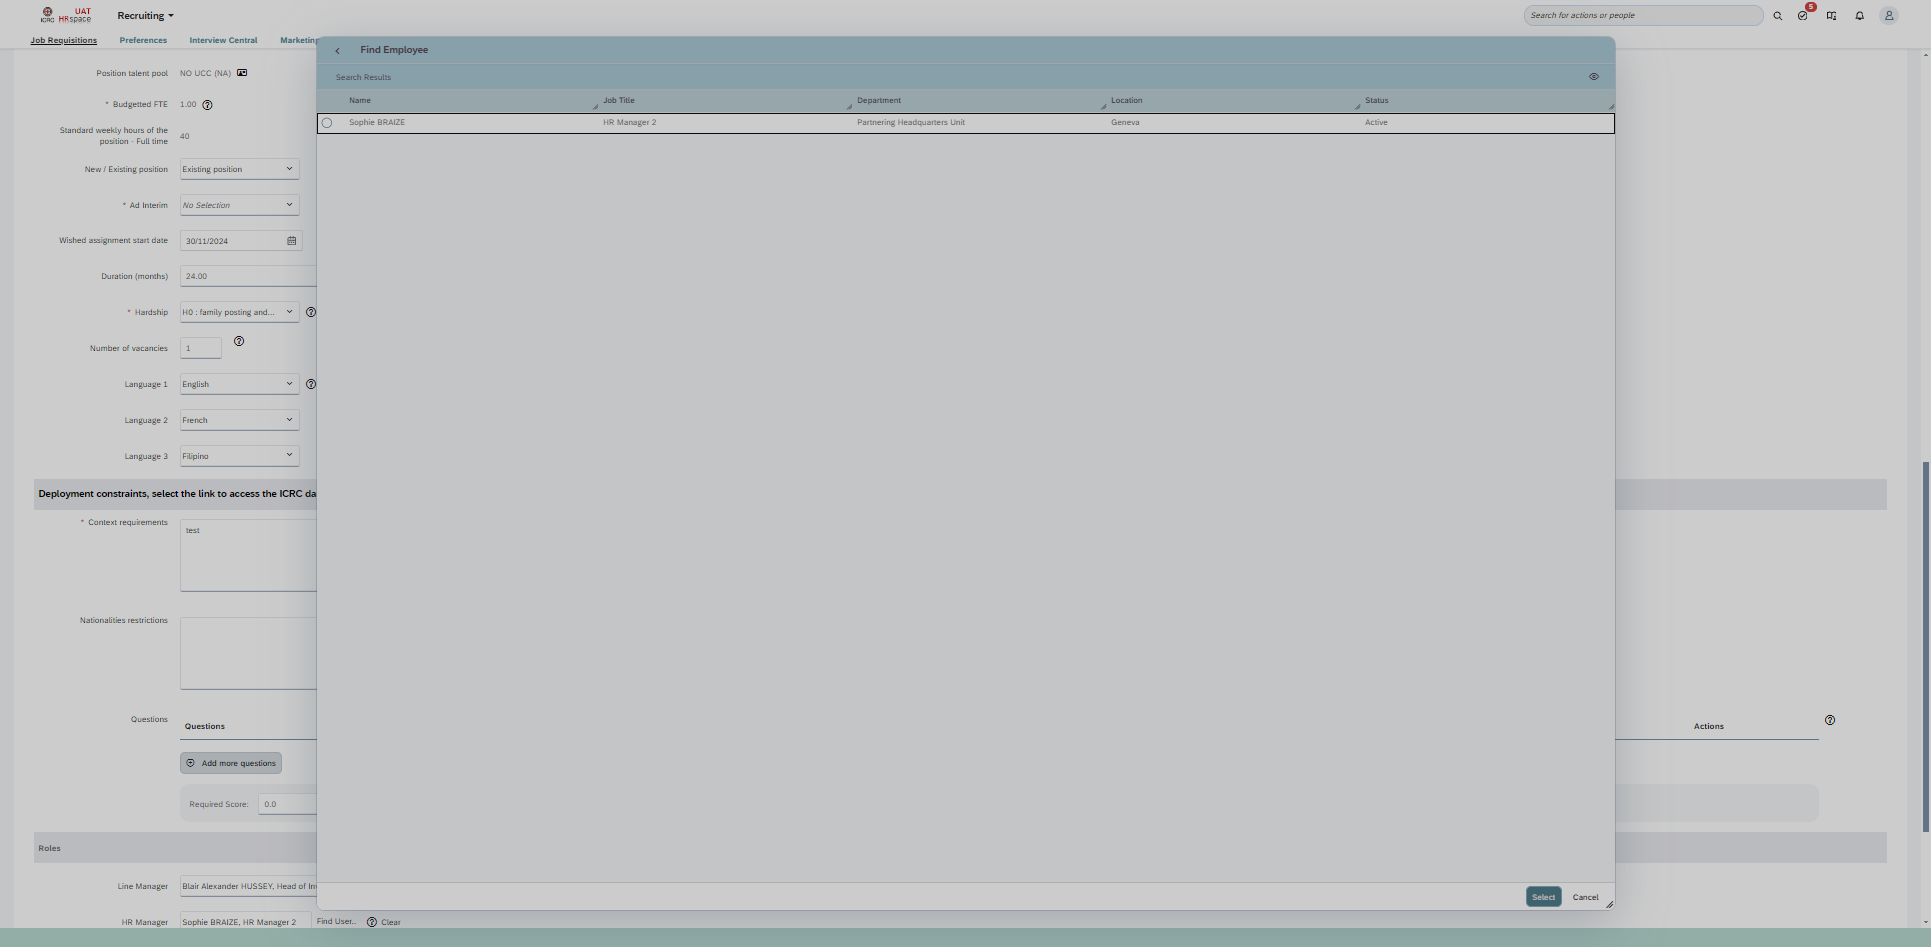 UAT
ICRC HRspace
Recruiting
Search for actions or people
5
Job Requisitions
Preferences
Interview Central
Marketing
Find Employee
Search Results
Name
Job Title
Department
Location
Status
Sophie BRAIZE
HR Manager 2
Partnering Headquarters Unit
Geneva
Active
Position talent pool
NO UCC (NA)
* Budgetted FTE
1.00
Standard weekly hours of the
position - Full time
40
New / Existing position
Existing position
* Ad Interim
No Selection
Wished assignment start date
30/11/2024
Duration (months)
24.00
* Hardship
H0 : family posting and...
Number of vacancies
1
Language 1
English
Language 2
French
Language 3
Filipino
Deployment constraints, select the link to access the ICRC da
* Context requirements
test
Nationalities restrictions
Questions
Questions
Actions
Add more questions
Required Score:
0.0
Roles
Line Manager
Blair Alexander HUSSEY, Head of In
Select
Cancel
HR Manager
Sophie BRAIZE, HR Manager 2
Find User..
Clear